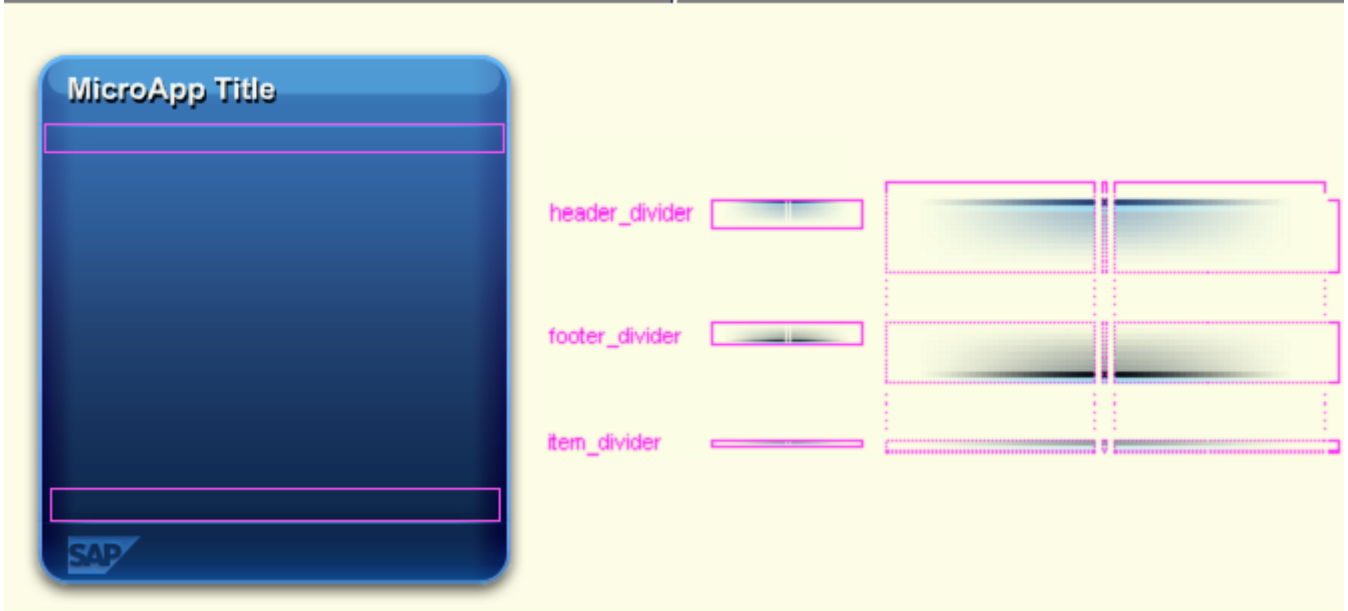 MicroApp Title
header_divider
footer_divider
item_divider
SAP